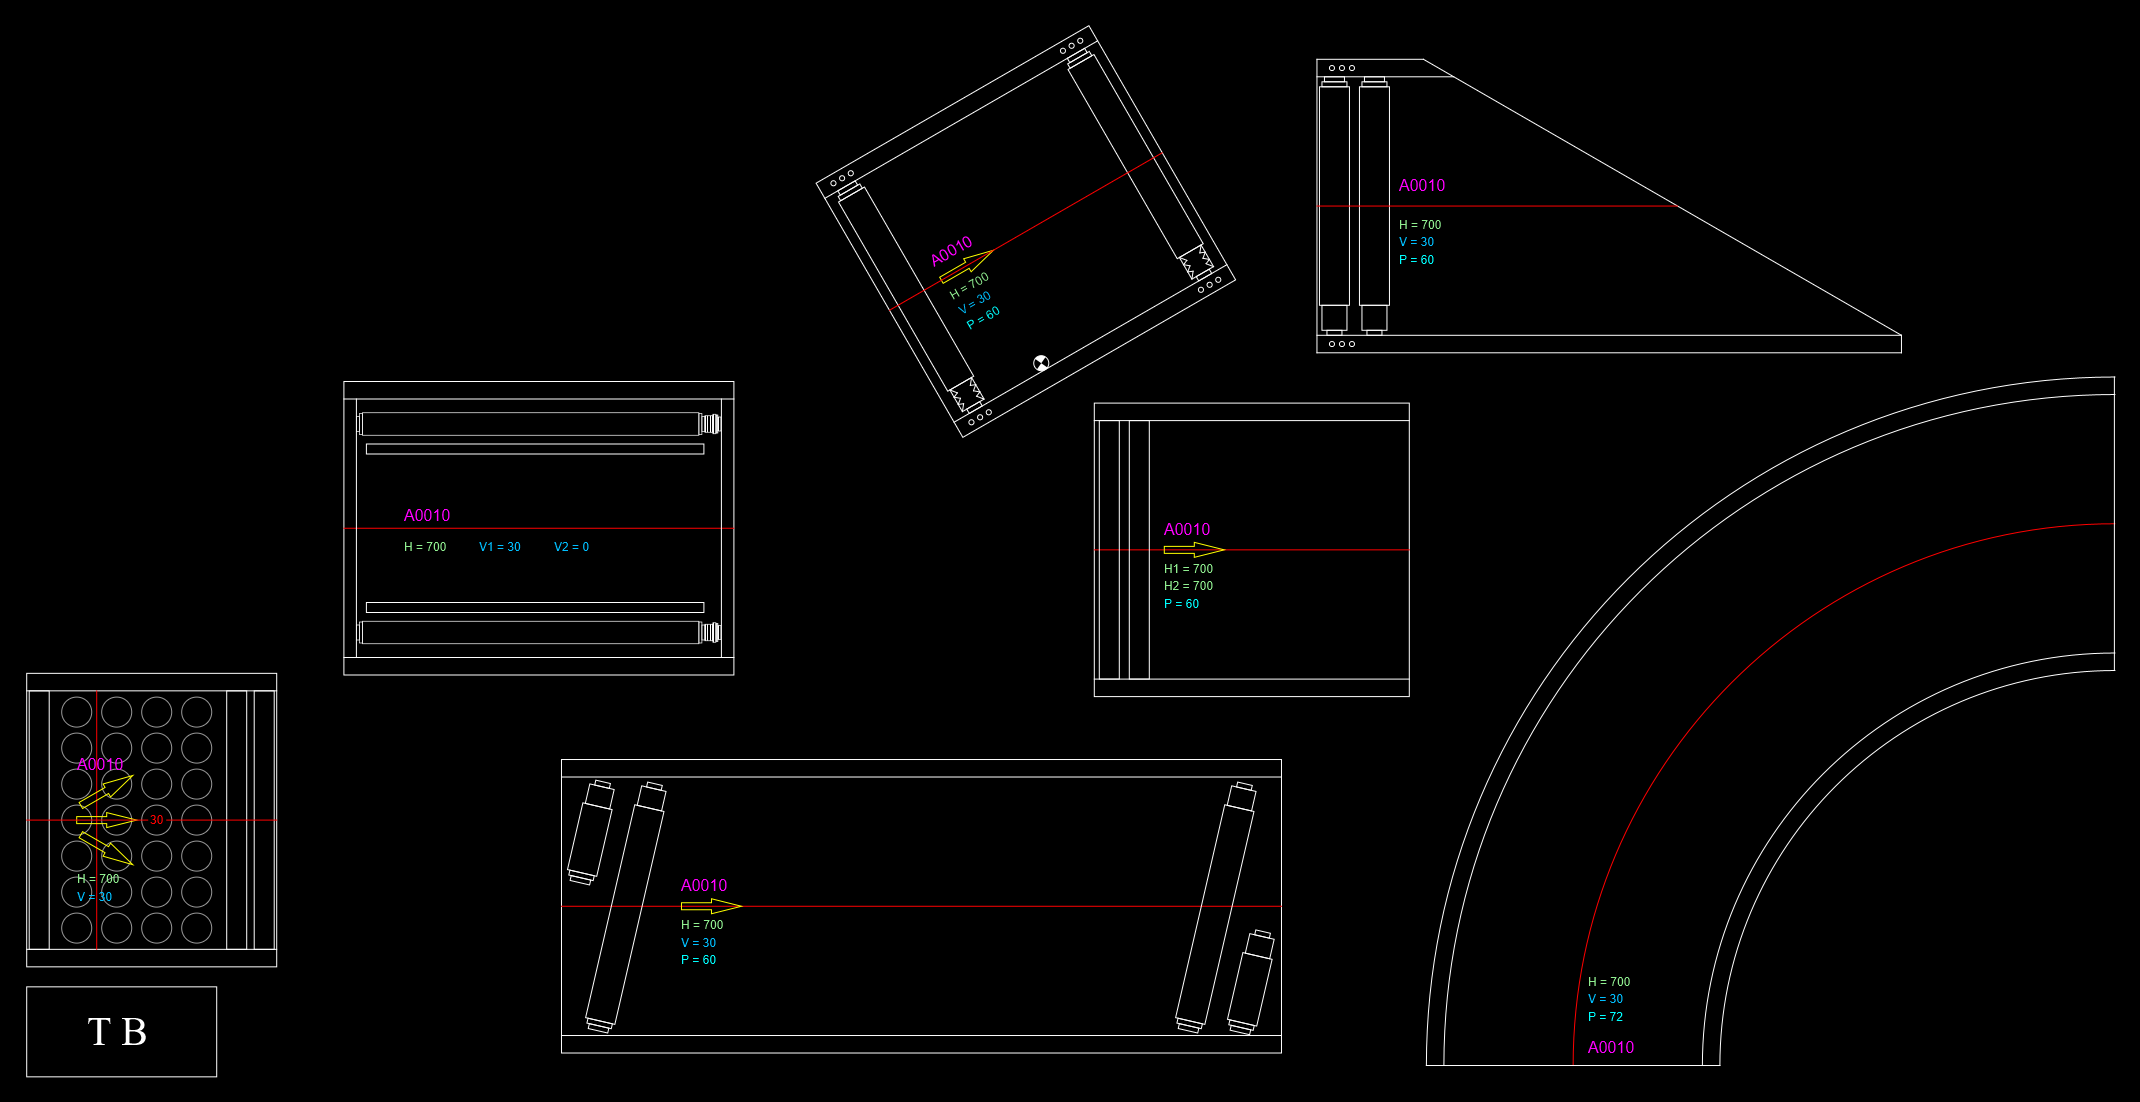 A0010
H = 700
V = 30
P = 60
A0010
H = 700
V = 30
P = 60
A0010
H = 700 V1 = 30 V2 = 0
A0010
H1 = 700
H2 = 700
P = 60
A0010
30
H = 700
V = 30
T B
A0010
H = 700
V = 30
P = 60
H = 700
V = 30
P = 72
A0010